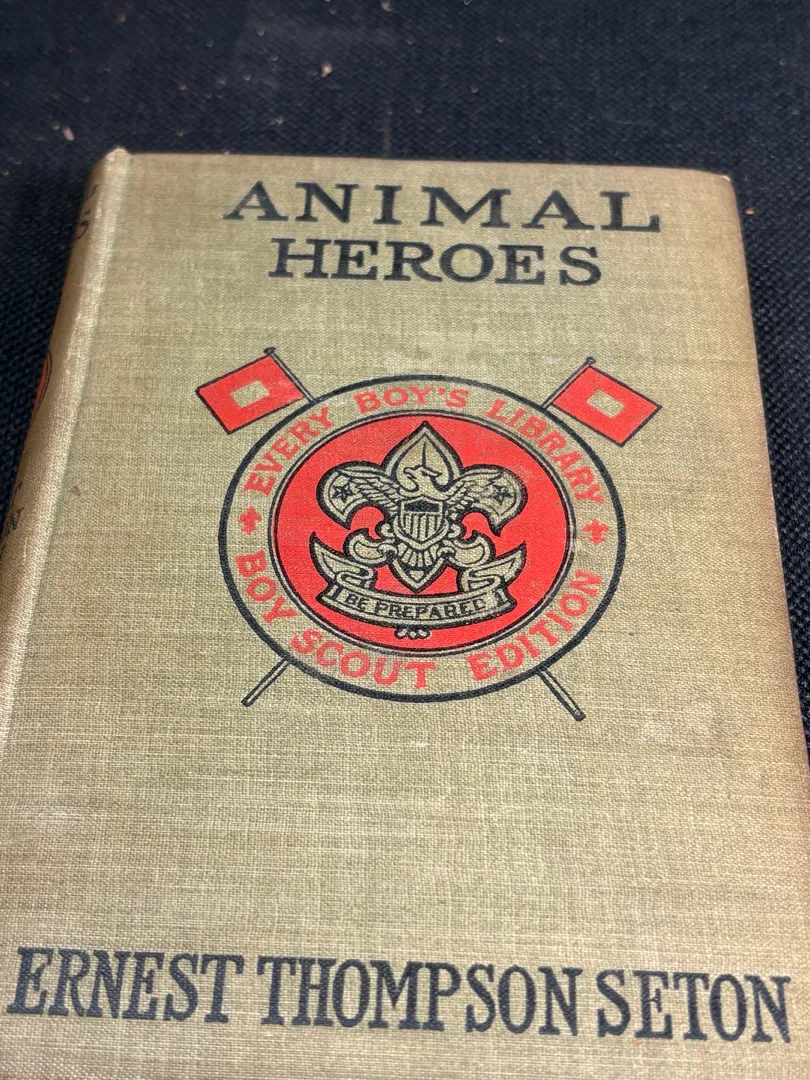 ANIMAL
HEROES
EVERY BOY'S LIBRARY
BE PREPARED
BOY SCOUT EDITION
ERNEST THOMPSON SETON